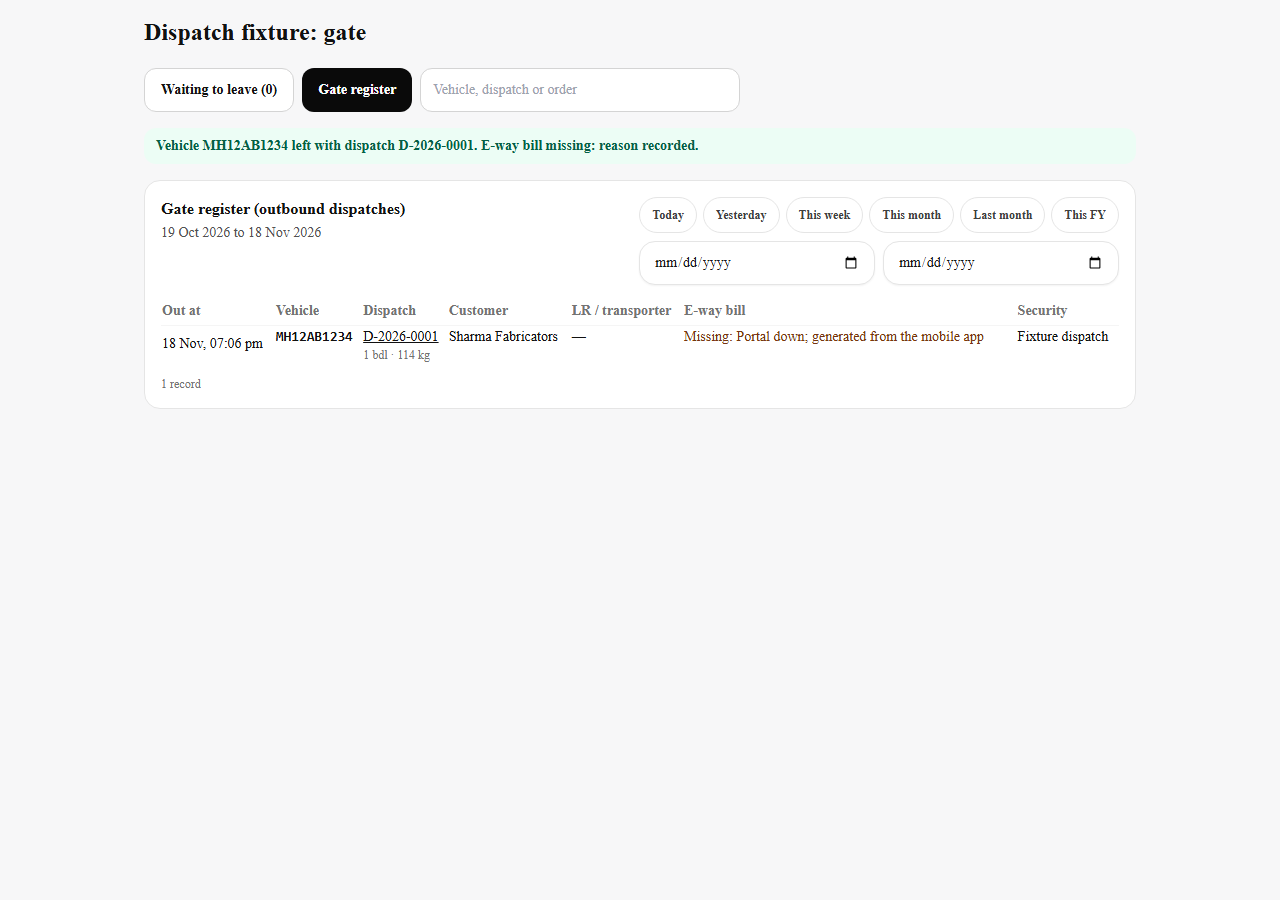 Dispatch fixture: gate
Waiting to leave (0) Gate register Vehicle, dispatch or order
Vehicle MH12AB1234 left with dispatch D-2026-0001. E-way bill missing: reason recorded.
Gate register (outbound dispatches)
19 Oct 2026 to 18 Nov 2026
Today Yesterday This week This month Last month This FY
mm/dd/yyyy mm/dd/yyyy
Out at Vehicle Dispatch Customer LR / transporter E-way bill Security
18 Nov, 07:06 pm MH12AB1234 D-2026-0001 Sharma Fabricators — Missing: Portal down; generated from the mobile app Fixture dispatch
1 bdl · 114 kg
1 record